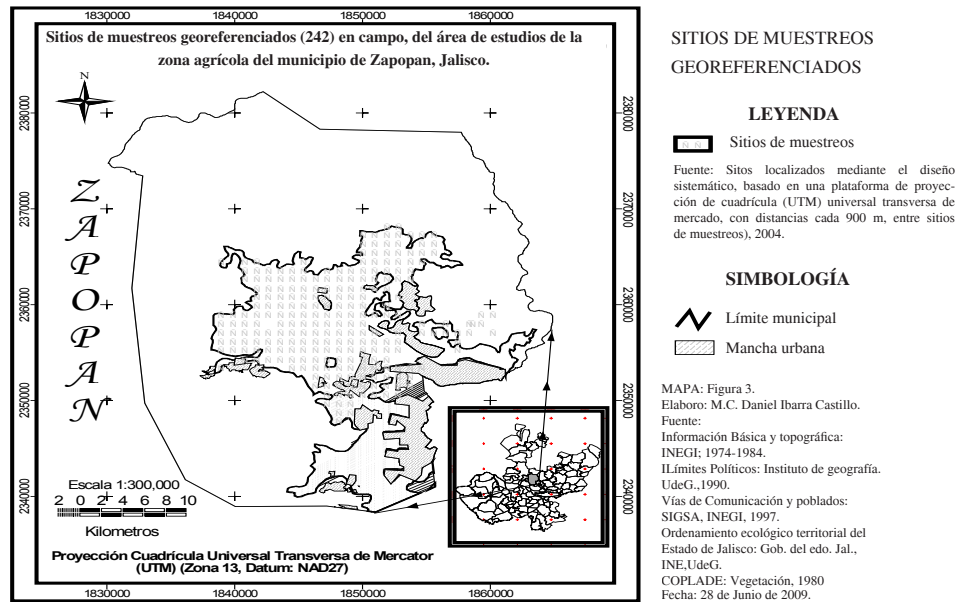 1830000 1840000 1850000 1860000
Sitios de muestreos georeferenciados (242) en campo, del área de estudios de la
zona agrícola del municipio de Zapopan, Jalisco.
N
2380000 2380000
2370000 2370000
2360000 2360000
2350000 2350000
2340000 2340000
ZAPOPAN
Escala 1:300,000
2 0 2 4 6 8 10
Kilometros
Proyección Cuadrícula Universal Transversa de Mercator
(UTM) (Zona 13, Datum: NAD27)
1830000 1840000 1850000 1860000
SITIOS DE MUESTREOS
GEOREFERENCIADOS
LEYENDA
Ñ Ñ Sitios de muestreos
Fuente: Sitos localizados mediante el diseño
sistemático, basado en una plataforma de proyec-
ción de cuadrícula (UTM) universal transversa de
mercado, con distancias cada 900 m, entre sitios
de muestreos), 2004.
SIMBOLOGÍA
Límite municipal
Mancha urbana
MAPA: Figura 3.
Elaboro: M.C. Daniel Ibarra Castillo.
Fuente:
Información Básica y topográfica:
INEGI; 1974-1984.
ILímites Políticos: Instituto de geografía.
UdeG.,1990.
Vías de Comunicación y poblados:
SIGSA, INEGI, 1997.
Ordenamiento ecológico territorial del
Estado de Jalisco: Gob. del edo. Jal.,
INE,UdeG.
COPLADE: Vegetación, 1980
Fecha: 28 de Junio de 2009.